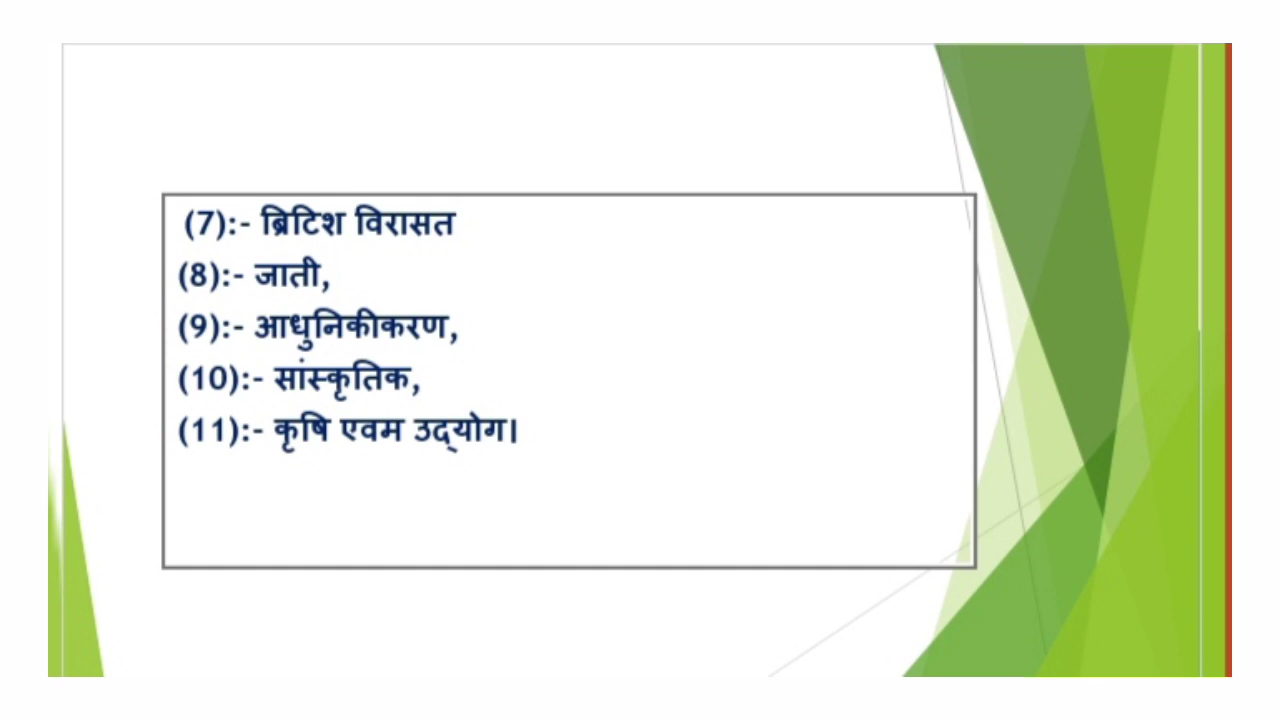 (7):- ब्रिटिश विरासत
(8):- जाती,
(9):- आधुनिकीकरण,
(10):- सांस्कृतिक,
(11):- कृषि एवम उद्योग।